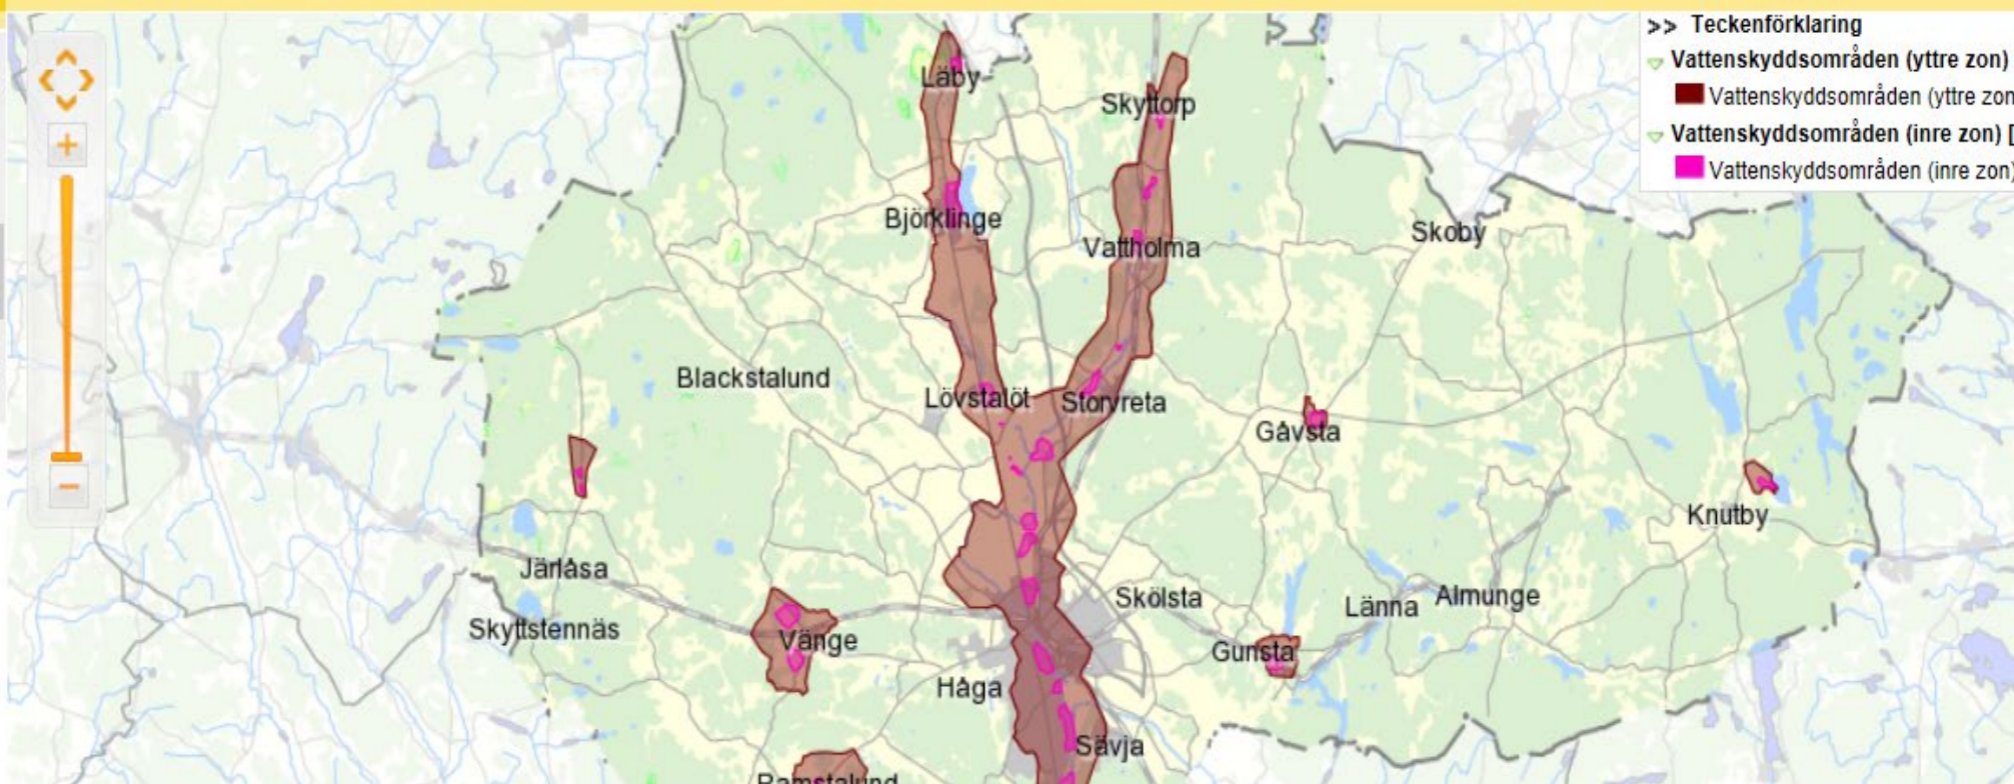 >> Teckenförklaring
Vattenskyddsområden (yttre zon)
Vattenskyddsområden (yttre zon
Vattenskyddsområden (inre zon) [
Vattenskyddsområden (inre zon)
Läby
Skyttorp
Björklinge
Vattholma
Skoby
Blackstalund
Lövstalöt
Storvreta
Gåvsta
Knutby
Järlåsa
Skölsta
Länna
Almunge
Skyttstennäs
Vänge
Gunsta
Håga
Sävja
Ramstalund